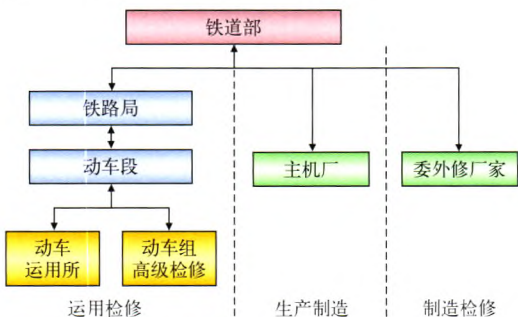 铁道部
铁路局
动车段
主机厂
委外修厂家
动车
运用所
动车组
高级检修
运用检修
生产制造
制造检修